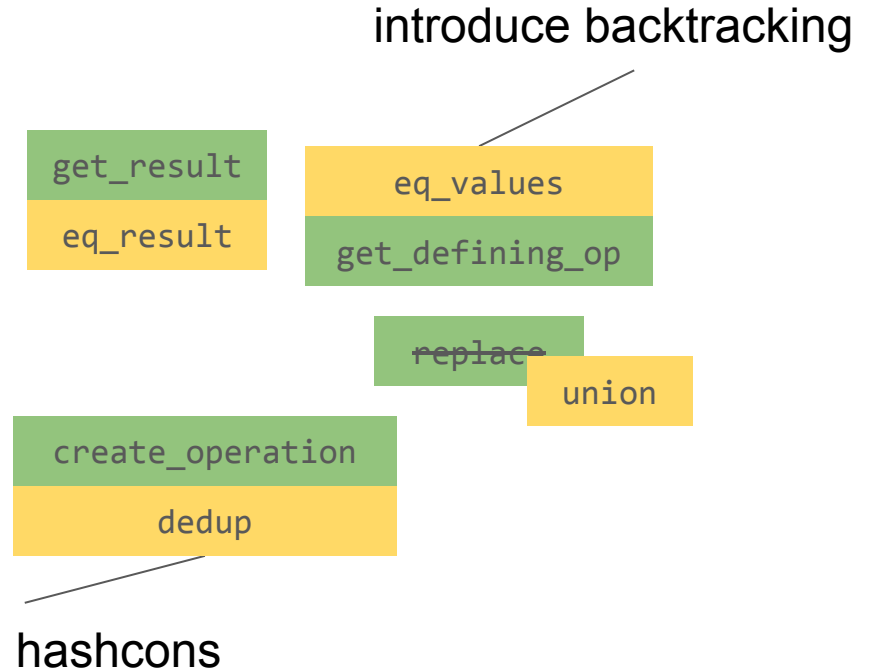 introduce backtracking
get_result
eq_result
eq_values
get_defining_op
replace
union
create_operation
dedup
hashcons